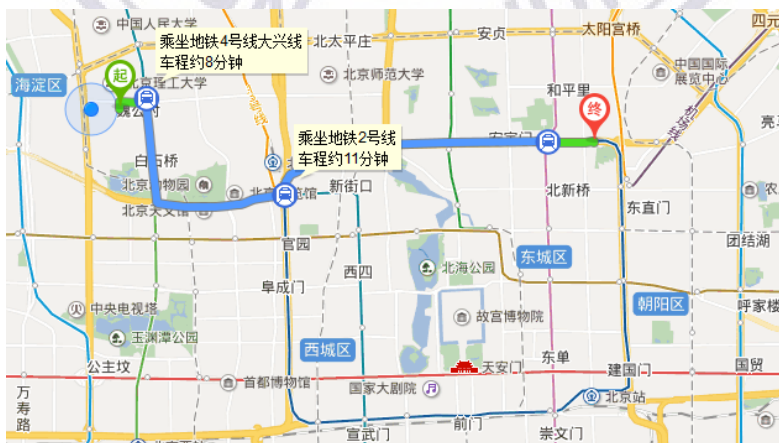 中国人民大学
乘坐地铁4号线大兴线
车程约8分钟
北太平庄
安贞
太阳宫桥
四元
海淀区
起
北京理工大学
北京师范大学
和平里
中国国际
展览中心
机场线
魏公村
终
亮
乘坐地铁2号线
车程约11分钟
安定门
白石桥
北京动物园
新街口
北新桥
农
北京天文馆
东直门
官园
团结湖
西四
北海公园
东城区
阜成门
朝阳区
中央电视塔
故宫博物院
呼家楼
玉渊潭公园
西城区
天安门
东单
公主坟
建国门
国贸
首都博物馆
国家大剧院
北京站
万
寿
路
前门
宣武门
崇文门